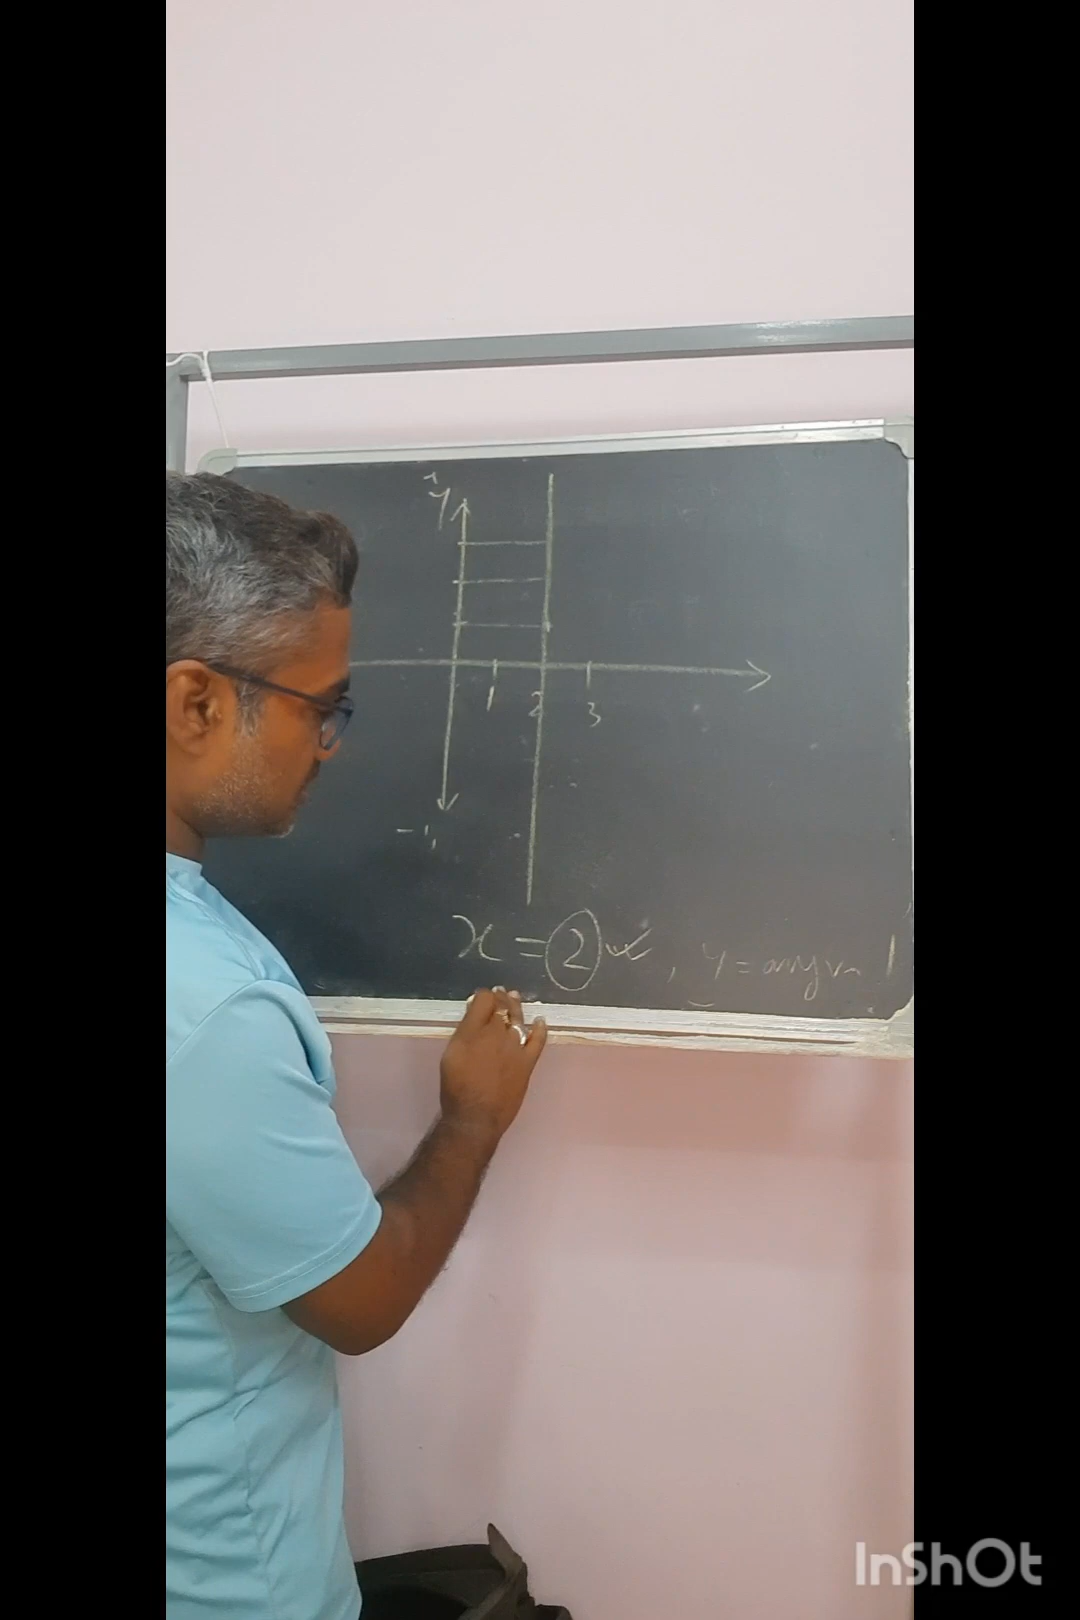 +y
1 2 3
-y
x = 2 , y = any v
InShOt